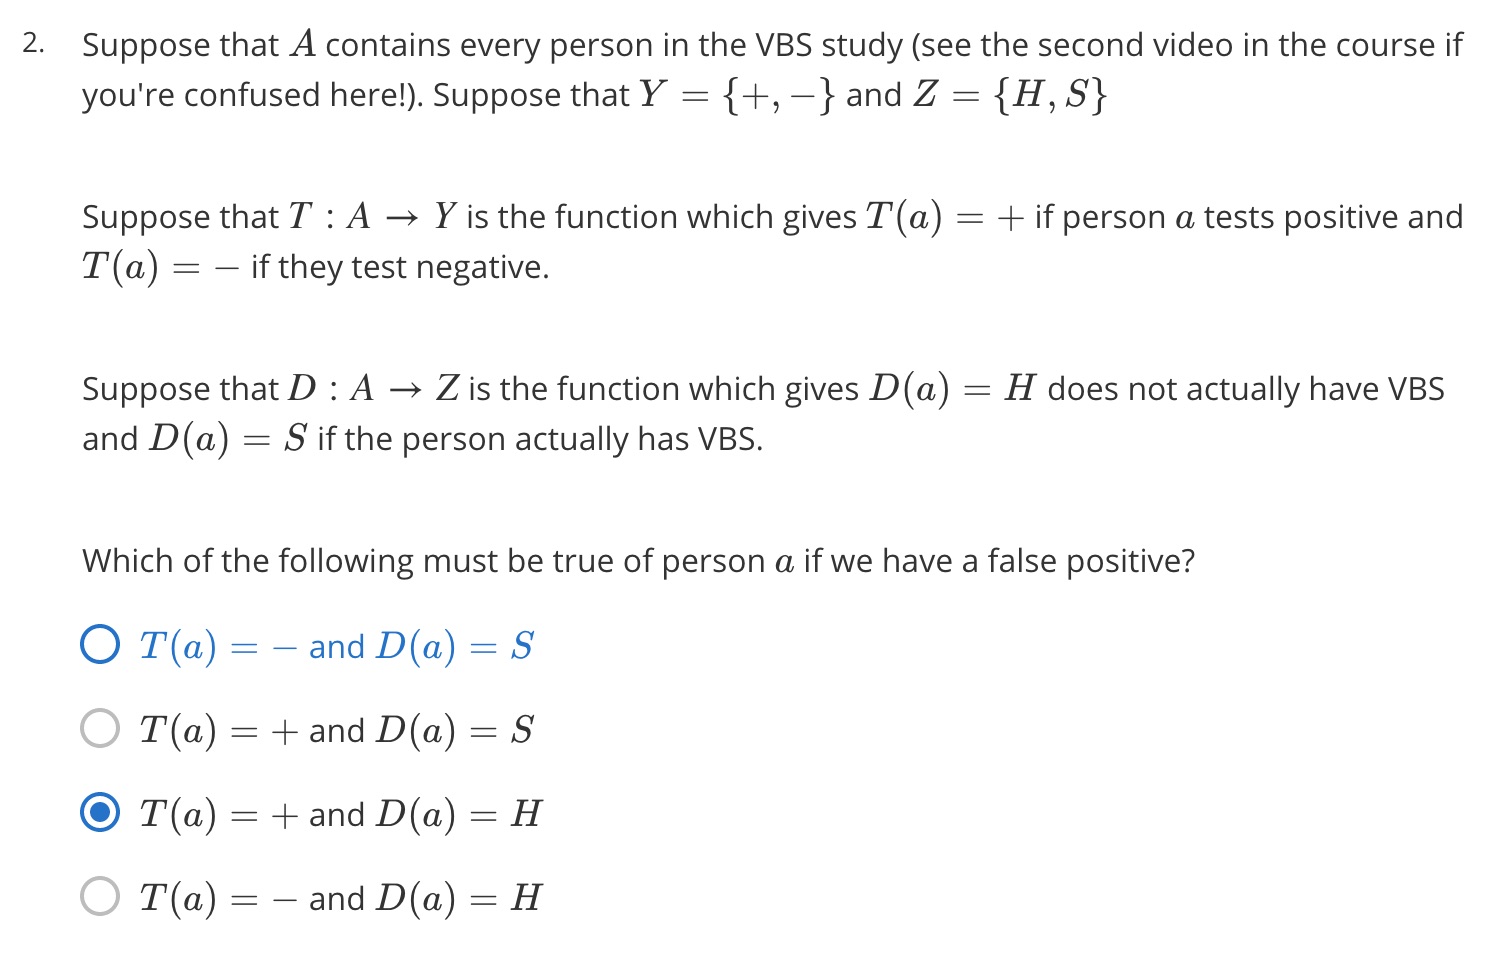 2. Suppose that A contains every person in the VBS study (see the second video in the course if
you're confused here!). Suppose that Y = {+, −} and Z = {H, S}
Suppose that T : A → Y is the function which gives T(a) = + if person a tests positive and
T(a) = − if they test negative.
Suppose that D : A → Z is the function which gives D(a) = H does not actually have VBS
and D(a) = S if the person actually has VBS.
Which of the following must be true of person a if we have a false positive?
T(a) = − and D(a) = S
T(a) = + and D(a) = S
T(a) = + and D(a) = H
T(a) = − and D(a) = H